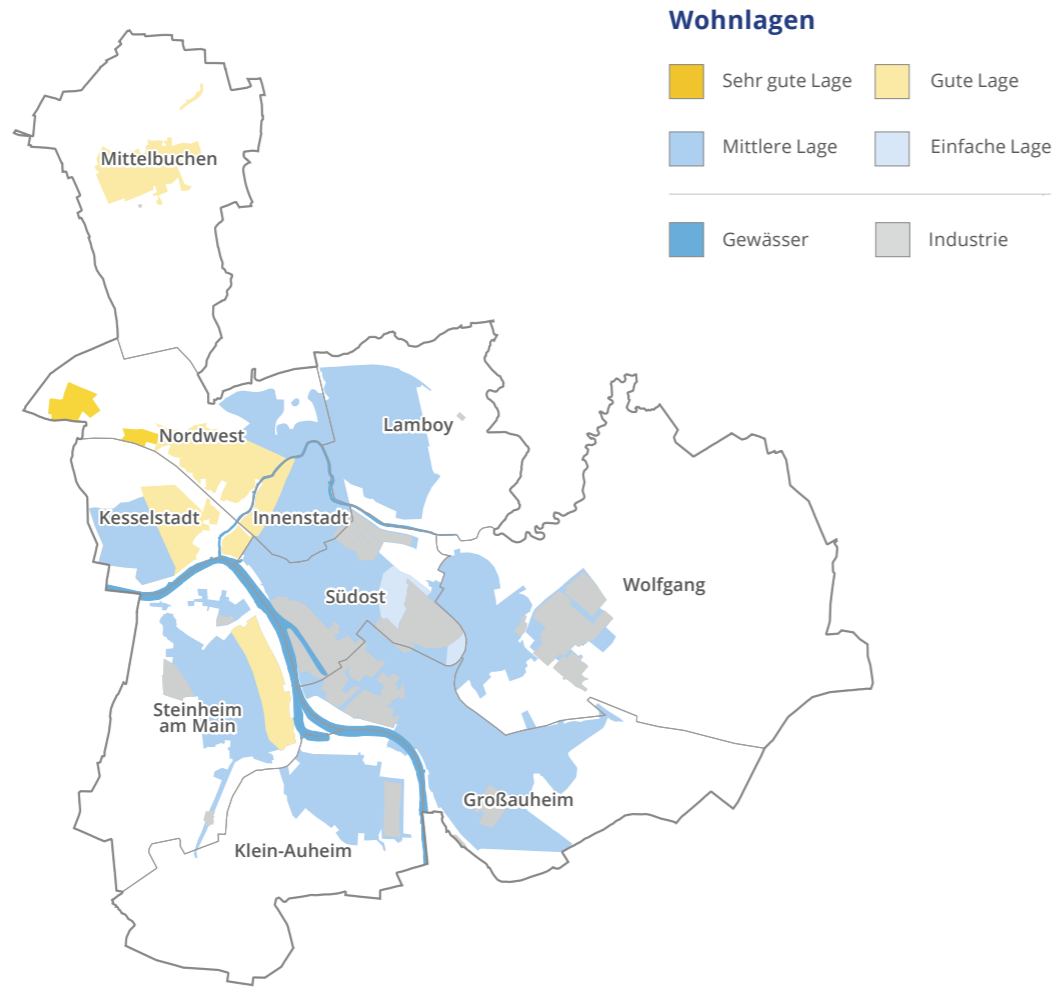 Wohnlagen
Sehr gute Lage
Gute Lage
Mittlere Lage
Einfache Lage
Gewässer
Industrie
Mittelbuchen
Nordwest
Lamboy
Kesselstadt
Innenstadt
Südost
Wolfgang
Steinheim
am Main
Großauheim
Klein-Auheim